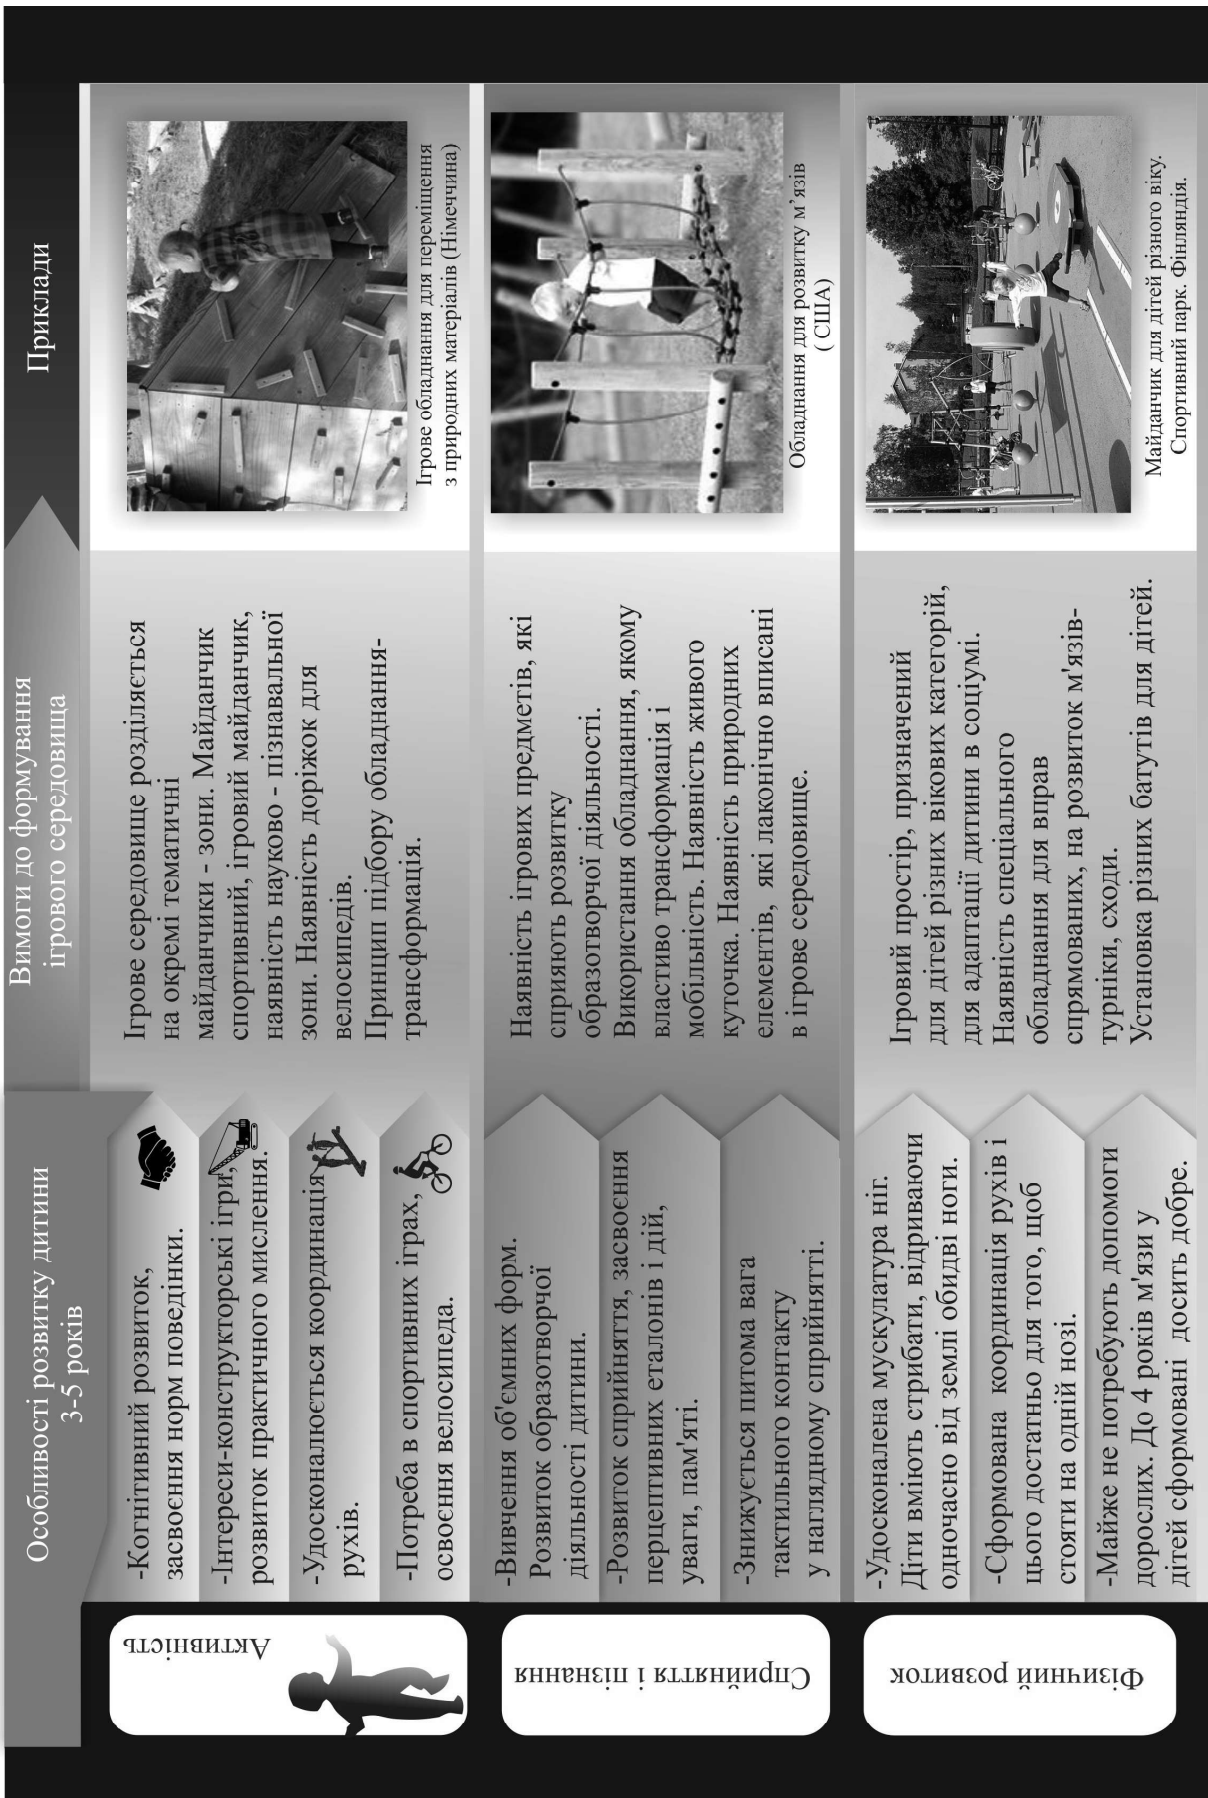 Особливості розвитку дитини
3-5 років
Вимоги до формування
ігрового середовища
Приклади
Активність
-Когнітивний розвиток,
засвоєння норм поведінки.
-Інтереси-конструкторські ігри,
розвиток практичного мислення.
-Удосконалюється координація
рухів.
-Потреба в спортивних іграх,
освоєння велосипеда.
Ігрове середовище розділяється
на окремі тематичні
майданчики - зони. Майданчик
спортивний, ігровий майданчик,
наявність науково - пізнавальної
зони. Наявність доріжок для
велосипедів.
Принцип підбору обладнання-
трансформація.
Ігрове обладнання для переміщення
з природних матеріалів (Німеччина)
Сприйняття і пізнання
-Вивчення об'ємних форм.
Розвиток образотворчої
діяльності дитини.
-Розвиток сприйняття, засвоєння
перцептивних еталонів і дій,
уваги, пам'яті.
-Знижується питома вага
тактильного контакту
у наглядному сприйнятті.
Наявність ігрових предметів, які
сприяють розвитку
образотворчої діяльності.
Використання обладнання, якому
властиво трансформація і
мобільність. Наявність живого
куточка. Наявність природних
елементів, які лаконічно вписані
в ігрове середовище.
Обладнання для розвитку м’язів
( США)
Фізичний розвиток
-Удосконалена мускулатура ніг.
Діти вміють стрибати, відриваючи
одночасно від землі обидві ноги.
-Сформована координація рухів і
цього достатньо для того, щоб
стояти на одній нозі.
-Майже не потребують допомоги
дорослих. До 4 років м'язи у
дітей сформовані досить добре.
Ігровий простір, призначений
для дітей різних вікових категорій,
для адаптації дитини в соціумі.
Наявність спеціального
обладнання для вправ
спрямованих, на розвиток м'язів-
турніки, сходи.
Установка різних батутів для дітей.
Майданчик для дітей різного віку.
Спортивний парк. Фінляндія.